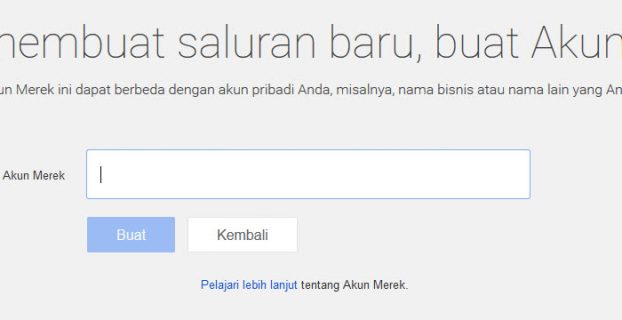 membuat saluran baru, buat Akun
un Merek ini dapat berbeda dengan akun pribadi Anda, misalnya, nama bisnis atau nama lain yang An
Akun Merek
Buat
Kembali
Pelajari lebih lanjut tentang Akun Merek.